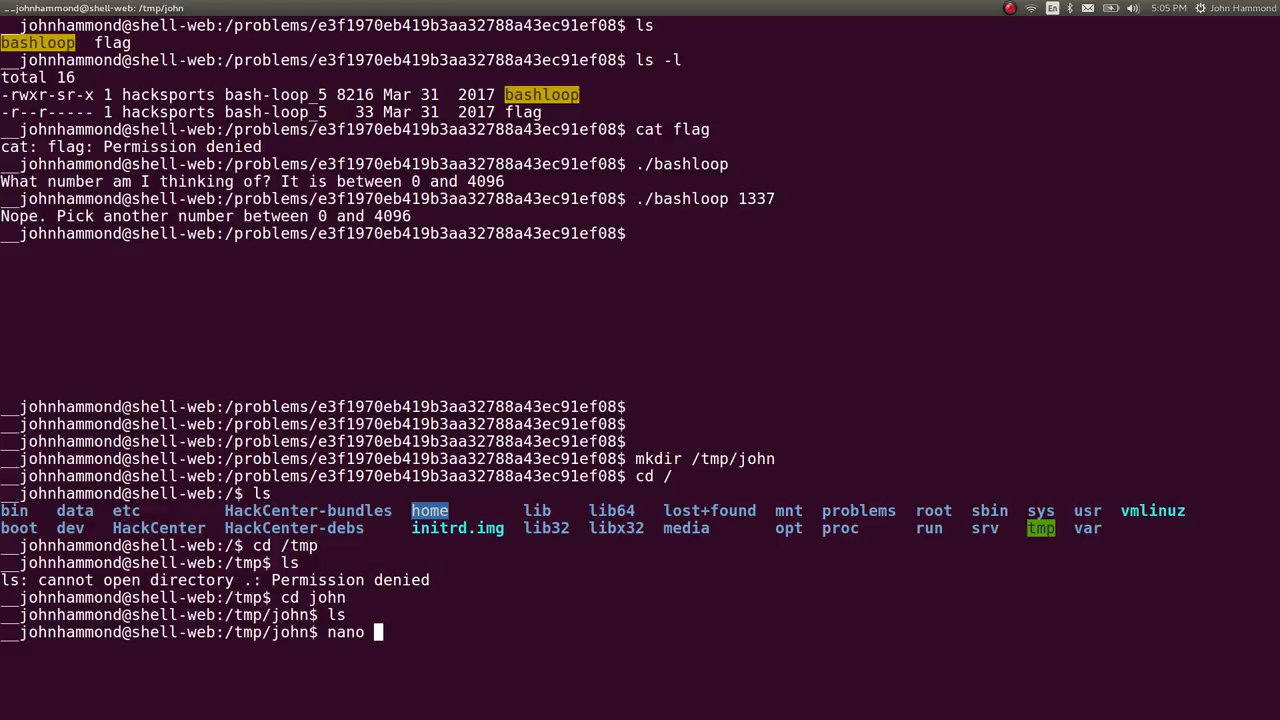 __johnhammond@shell-web: /tmp/john
En 5:05 PM John Hammond
__johnhammond@shell-web:/problems/e3f1970eb419b3aa32788a43ec91ef08$ ls
bashloop flag
__johnhammond@shell-web:/problems/e3f1970eb419b3aa32788a43ec91ef08$ ls -l
total 16
-rwxr-sr-x 1 hacksports bash-loop_5 8216 Mar 31 2017 bashloop
-r--r----- 1 hacksports bash-loop_5 33 Mar 31 2017 flag
__johnhammond@shell-web:/problems/e3f1970eb419b3aa32788a43ec91ef08$ cat flag
cat: flag: Permission denied
__johnhammond@shell-web:/problems/e3f1970eb419b3aa32788a43ec91ef08$ ./bashloop
What number am I thinking of? It is between 0 and 4096
__johnhammond@shell-web:/problems/e3f1970eb419b3aa32788a43ec91ef08$ ./bashloop 1337
Nope. Pick another number between 0 and 4096
__johnhammond@shell-web:/problems/e3f1970eb419b3aa32788a43ec91ef08$
__johnhammond@shell-web:/problems/e3f1970eb419b3aa32788a43ec91ef08$
__johnhammond@shell-web:/problems/e3f1970eb419b3aa32788a43ec91ef08$
__johnhammond@shell-web:/problems/e3f1970eb419b3aa32788a43ec91ef08$
__johnhammond@shell-web:/problems/e3f1970eb419b3aa32788a43ec91ef08$ mkdir /tmp/john
__johnhammond@shell-web:/problems/e3f1970eb419b3aa32788a43ec91ef08$ cd /
__johnhammond@shell-web:/$ ls
bin data etc HackCenter-bundles home lib lib64 lost+found mnt problems root sbin sys usr vmlinuz
boot dev HackCenter HackCenter-debs initrd.img lib32 libx32 media opt proc run srv tmp var
__johnhammond@shell-web:/$ cd /tmp
__johnhammond@shell-web:/tmp$ ls
ls: cannot open directory .: Permission denied
__johnhammond@shell-web:/tmp$ cd john
__johnhammond@shell-web:/tmp/john$ ls
__johnhammond@shell-web:/tmp/john$ nano